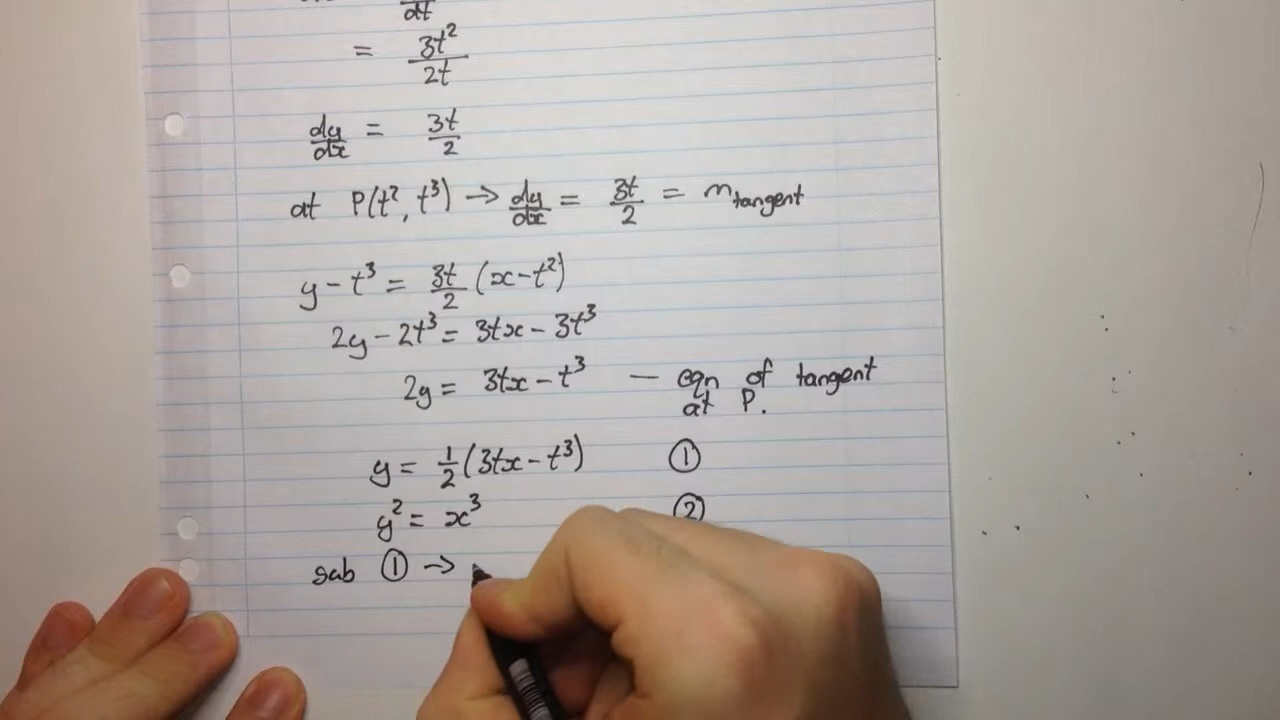 dt
= 3t²/2t
dy/dx = 3t/2
at P(t², t³) → dy/dx = 3t/2 = m tangent
y - t³ = 3t/2 (x - t²)
2y - 2t³ = 3tx - 3t³
2y = 3tx - t³ — eqn of tangent
at P.
y = 1/2 (3tx - t³) ①
y² = x³ ②
sub ① →